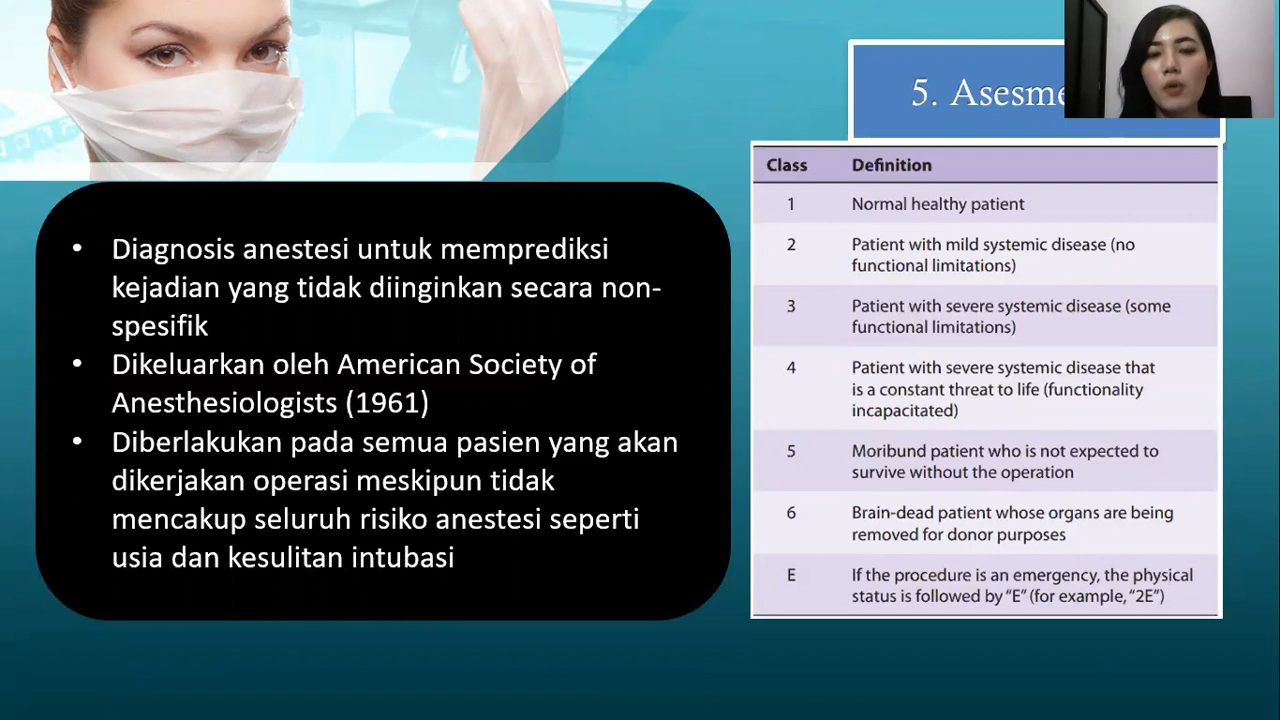 5. Asesme
• Diagnosis anestesi untuk memprediksi
kejadian yang tidak diinginkan secara non-
spesifik
• Dikeluarkan oleh American Society of
Anesthesiologists (1961)
• Diberlakukan pada semua pasien yang akan
dikerjakan operasi meskipun tidak
mencakup seluruh risiko anestesi seperti
usia dan kesulitan intubasi
Class Definition
1 Normal healthy patient
2 Patient with mild systemic disease (no
functional limitations)
3 Patient with severe systemic disease (some
functional limitations)
4 Patient with severe systemic disease that
is a constant threat to life (functionality
incapacitated)
5 Moribund patient who is not expected to
survive without the operation
6 Brain-dead patient whose organs are being
removed for donor purposes
E If the procedure is an emergency, the physical
status is followed by “E” (for example, “2E”)